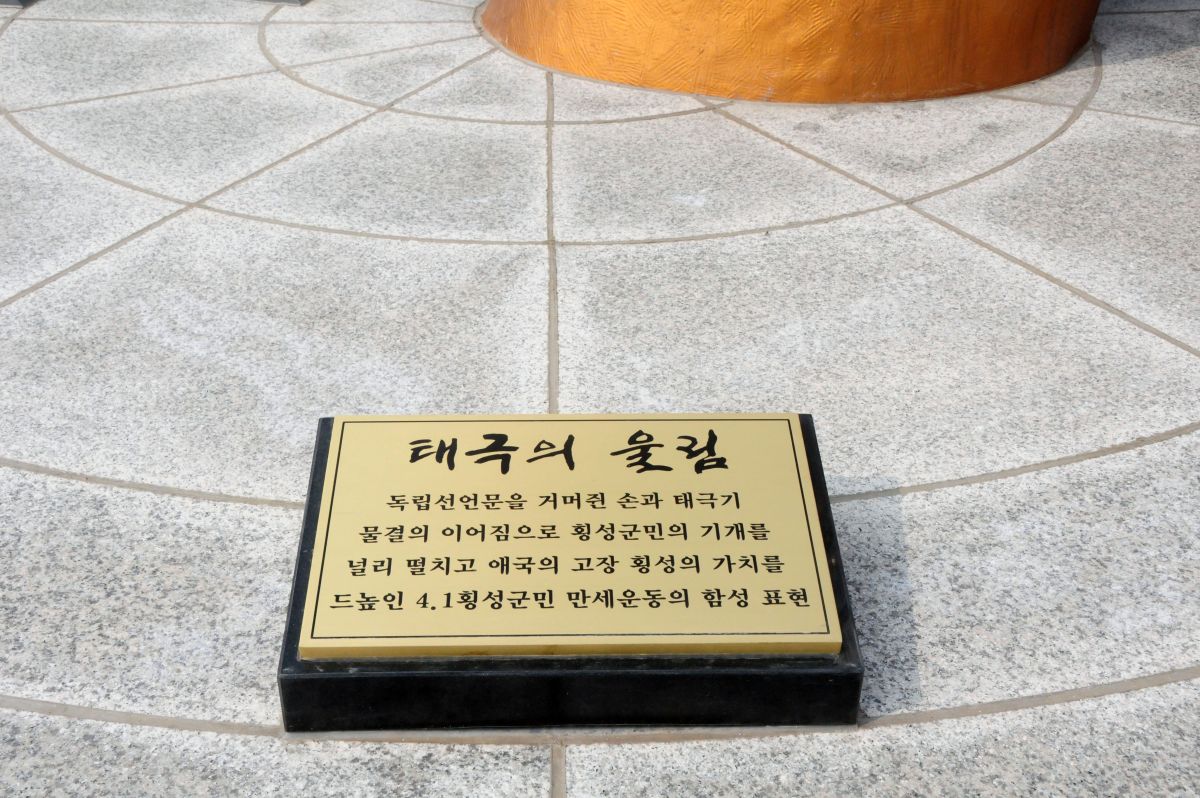 태극의 울림
독립선언문을 거머쥔 손과 태극기
물결의 이어짐으로 횡성군민의 기개를
널리 떨치고 애국의 고장 횡성의 가치를
드높인 4.1횡성군민 만세운동의 함성 표현